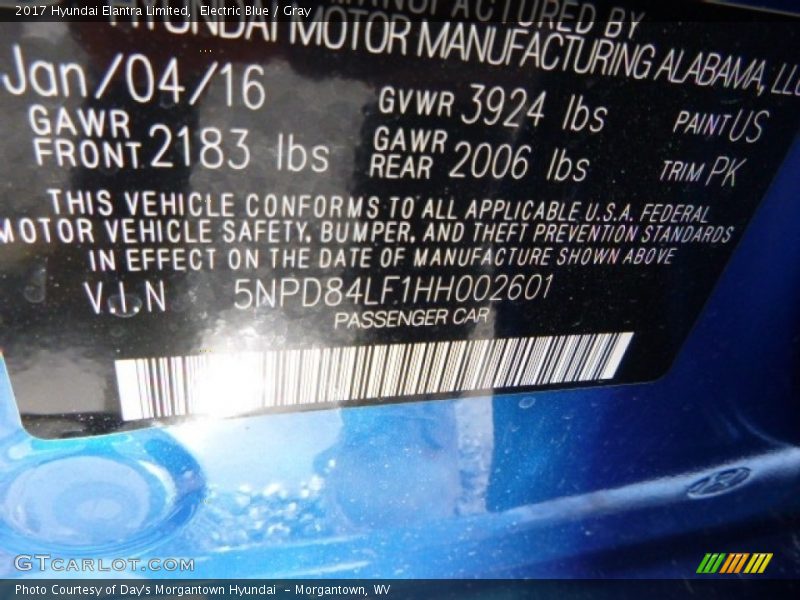 2017 Hyundai Elantra Limited,  Electric Blue / Gray
MANUFACTURED BY
HYUNDAI MOTOR MANUFACTURING ALABAMA, LLC
Jan/04/16
GVWR 3924 lbs
PAINT US
GAWR FRONT 2183 lbs
GAWR REAR 2006 lbs
TRIM PK
THIS VEHICLE CONFORMS TO ALL APPLICABLE U.S.A. FEDERAL
MOTOR VEHICLE SAFETY, BUMPER, AND THEFT PREVENTION STANDARDS
IN EFFECT ON THE DATE OF MANUFACTURE SHOWN ABOVE
V.I.N 5NPD84LF1HH002601
PASSENGER CAR
GTCARLOT.COM
Photo Courtesy of Day's Morgantown Hyundai  - Morgantown, WV